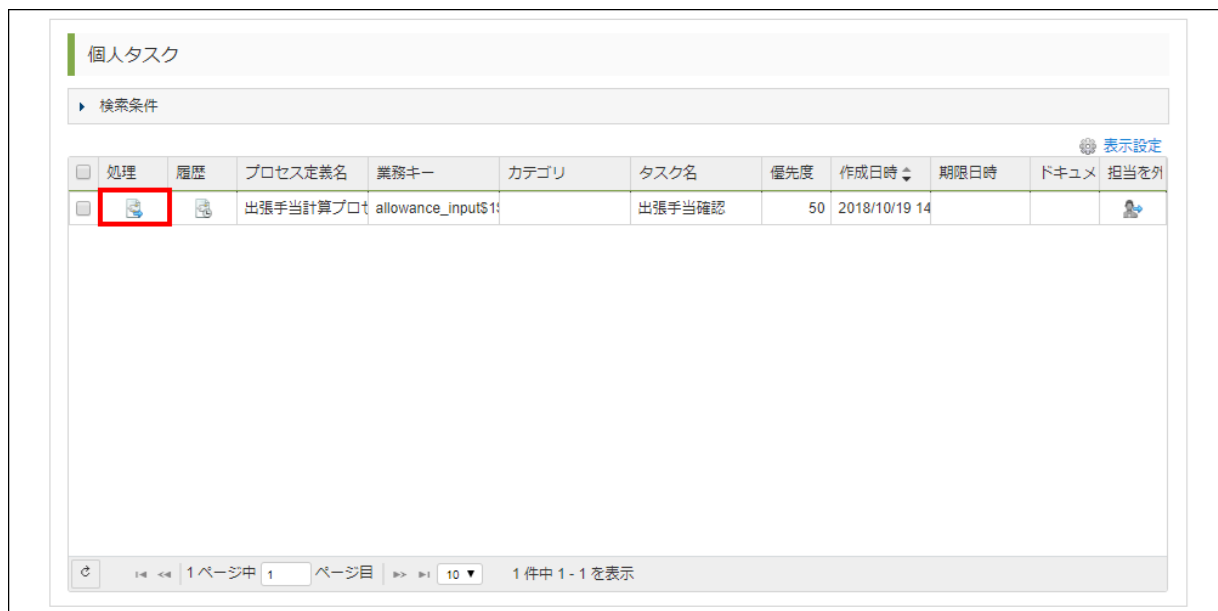 個人タスク
検索条件
表示設定
処理 履歴 プロセス定義名 業務キー カテゴリ タスク名 優先度 作成日時 期限日時 ドキュメ 担当を外
出張手当計算プロセ allowance_input$1$ 出張手当確認 50 2018/10/19 14
1 ページ中 1 ページ目 10 1 件中 1 - 1 を表示